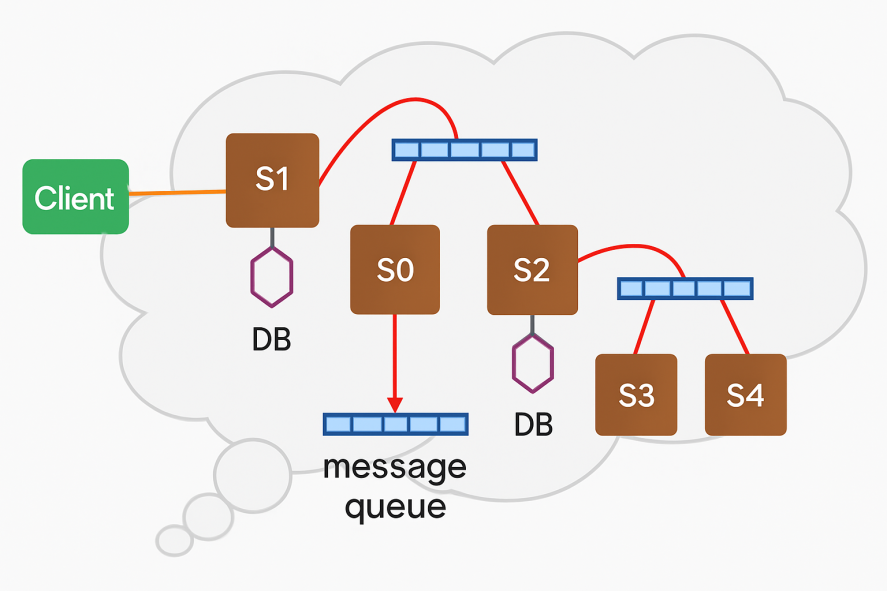 Client
S1
S0
S2
DB
S3
S4
DB
message
queue